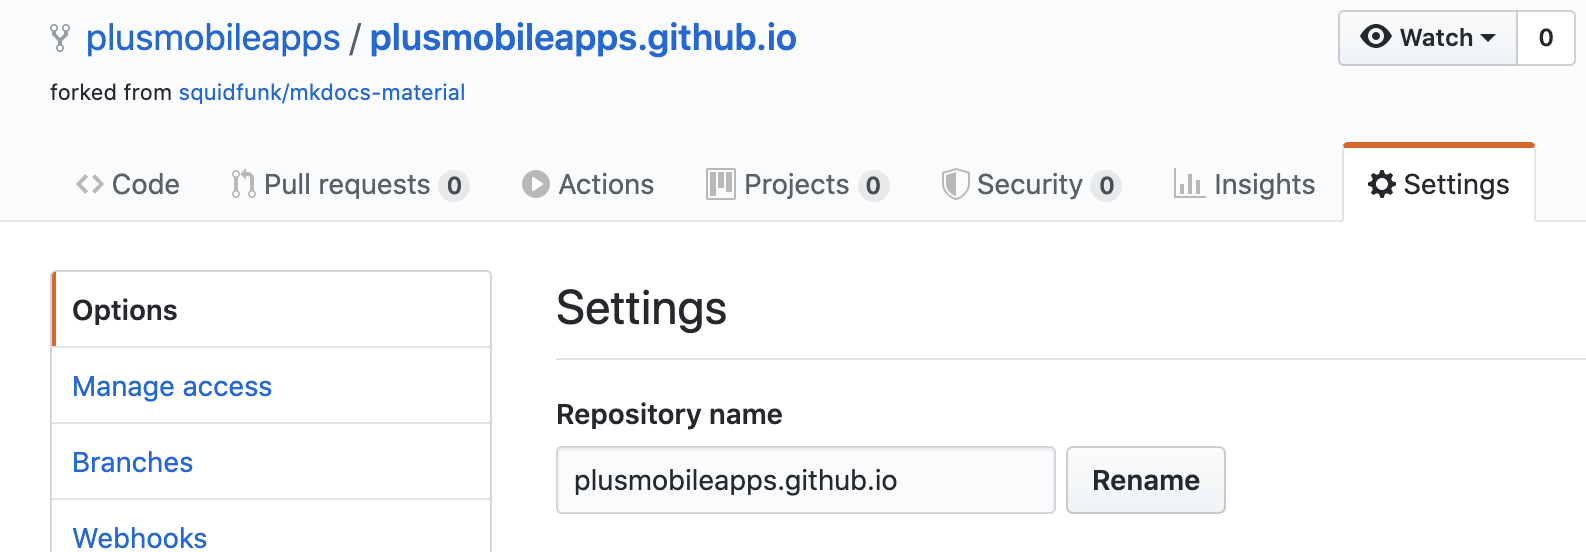 plusmobileapps / plusmobileapps.github.io
Watch 0
forked from squidfunk/mkdocs-material
Code Pull requests 0 Actions Projects 0 Security 0 Insights Settings
Options
Manage access
Branches
Webhooks
Settings
Repository name
plusmobileapps.github.io Rename